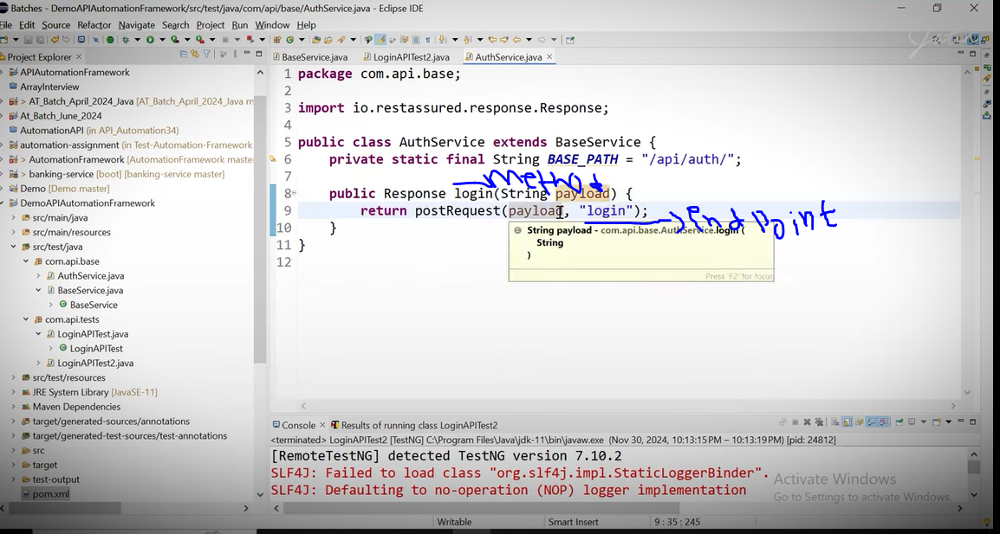 Batches - DemoAPIAutomationFramework/src/test/java/com/api/base/AuthService.java - Eclipse IDE
File Edit Source Refactor Navigate Search Project Run Window Help
Project Explorer
BaseService.java LoginAPITest2.java AuthService.java
APIAutomationFramework
ArrayInterview
> AT_Batch_April_2024_Java [AT_Batch_April_2024_Java m
At_Batch_June_2024
AutomationAPI (in API_Automation34)
automation-assignment (in Test-Automation-Framework
> AutomationFramework [AutomationFramework maste
> banking-service [boot] [banking-service master]
Demo [Demo master]
DemoAPIAutomationFramework
src/main/java
src/main/resources
src/test/java
com.api.base
AuthService.java
BaseService.java
BaseService
com.api.tests
LoginAPITest.java
LoginAPITest
LoginAPITest2.java
src/test/resources
JRE System Library [JavaSE-11]
Maven Dependencies
target/generated-sources/annotations
target/generated-test-sources/test-annotations
src
target
test-output
pom.xml
1 package com.api.base;
2
3 import io.restassured.response.Response;
4
5 public class AuthService extends BaseService {
6 private static final String BASE_PATH = "/api/auth/";
7
method
8 public Response login(String payload) {
9 return postRequest(payload, "login");
End Point
10 }
11 }
12
String payload - com.api.base.AuthService.login(
String
)
Press 'F2' for focus
Console Results of running class LoginAPITest2
<terminated> LoginAPITest2 [TestNG] C:\Program Files\Java\jdk-11\bin\javaw.exe (Nov 30, 2024, 10:13:15 PM – 10:13:19 PM) [pid: 24812]
[RemoteTestNG] detected TestNG version 7.10.2
SLF4J: Failed to load class "org.slf4j.impl.StaticLoggerBinder".
SLF4J: Defaulting to no-operation (NOP) logger implementation
Activate Windows
Go to Settings to activate Windows.
Writable Smart Insert 9 : 35 : 245